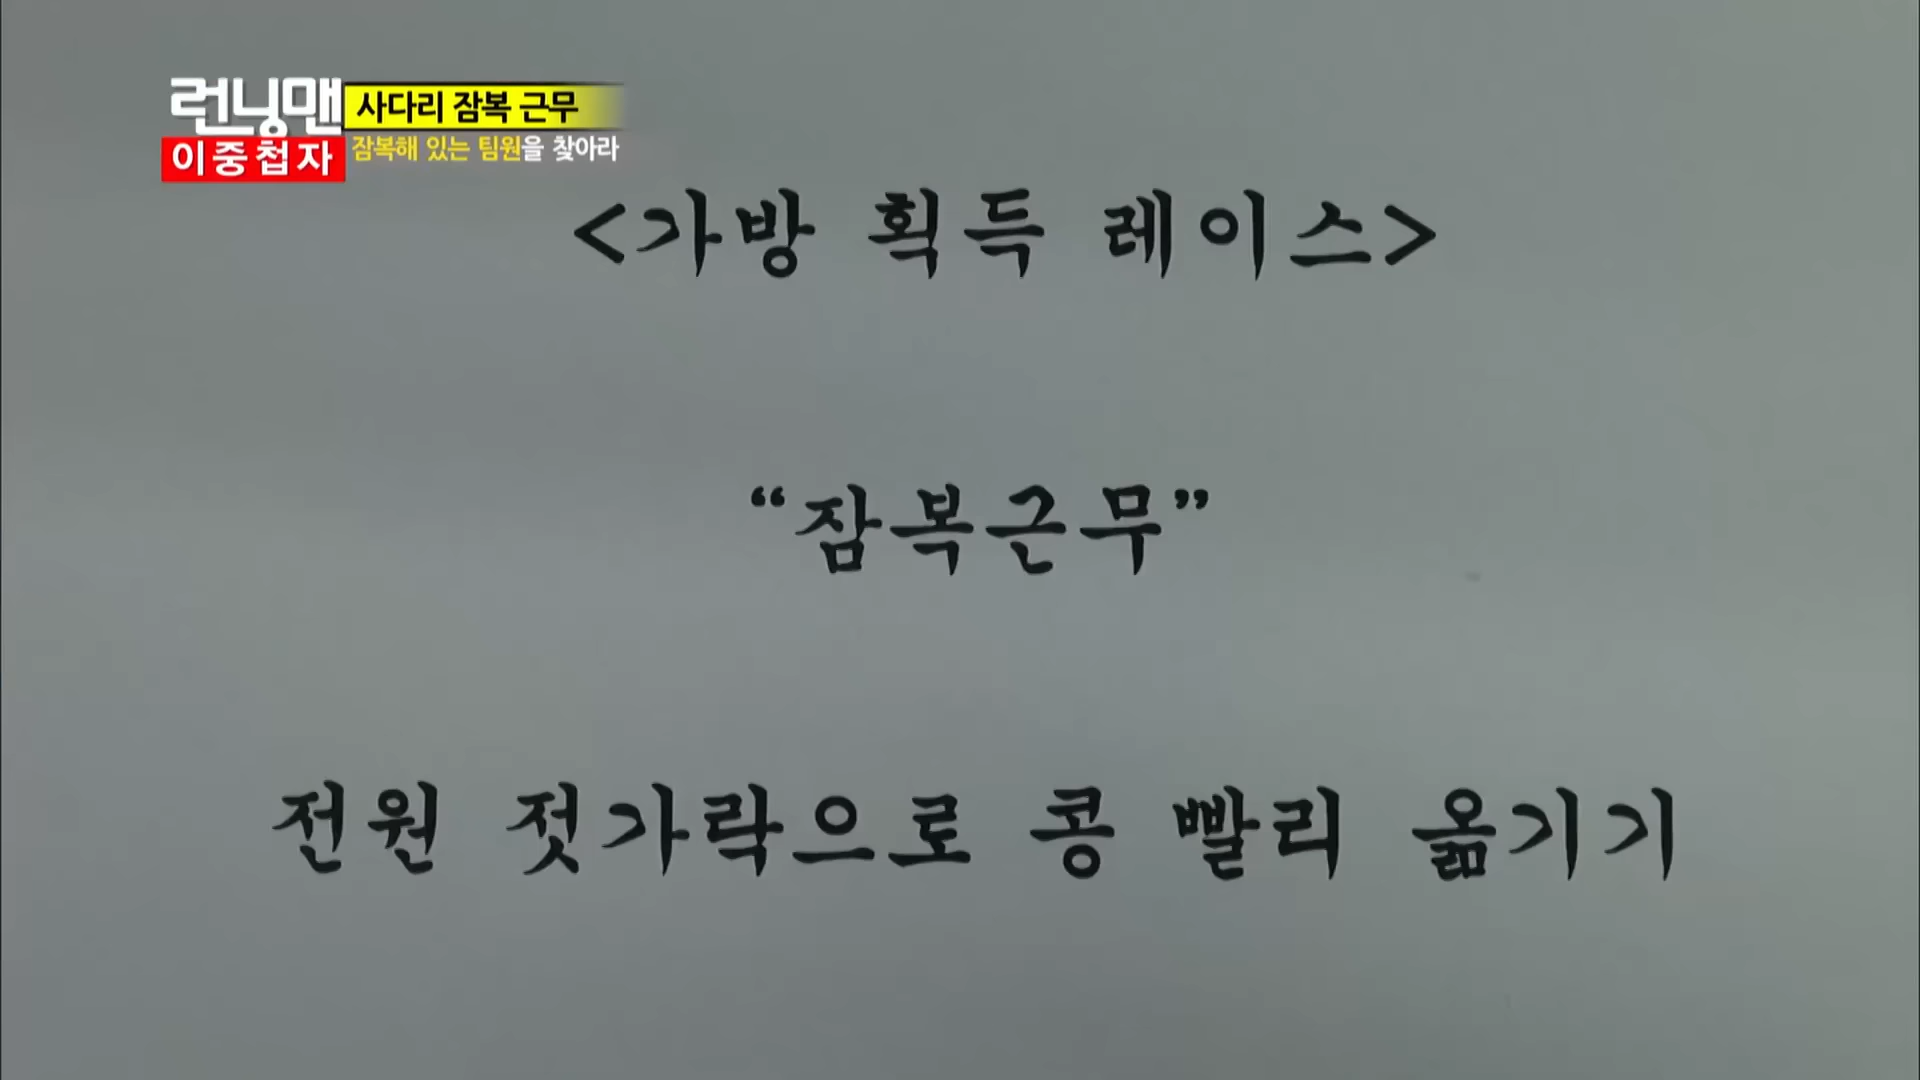 런닝맨 사다리 잠복 근무
이중첩자 잠복해 있는 팀원을 찾아라
<가방 획득 레이스>
“잠복근무”
전원 젓가락으로 콩 빨리 옮기기